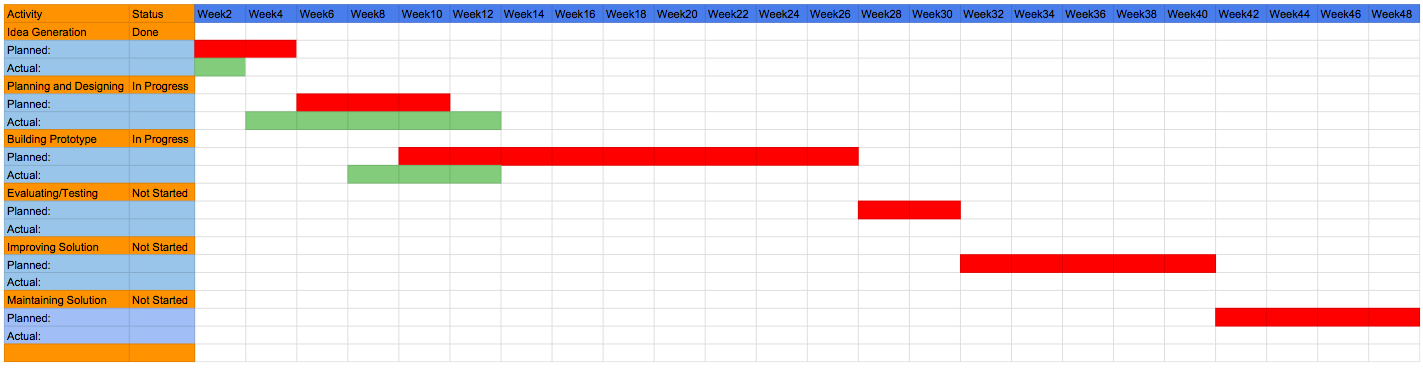 Activity Status Week2 Week4 Week6 Week8 Week10 Week12 Week14 Week16 Week18 Week20 Week22 Week24 Week26 Week28 Week30 Week32 Week34 Week36 Week38 Week40 Week42 Week44 Week46 Week48
Idea Generation Done
Planned:
Actual:
Planning and Designing In Progress
Planned:
Actual:
Building Prototype In Progress
Planned:
Actual:
Evaluating/Testing Not Started
Planned:
Actual:
Improving Solution Not Started
Planned:
Actual:
Maintaining Solution Not Started
Planned:
Actual: